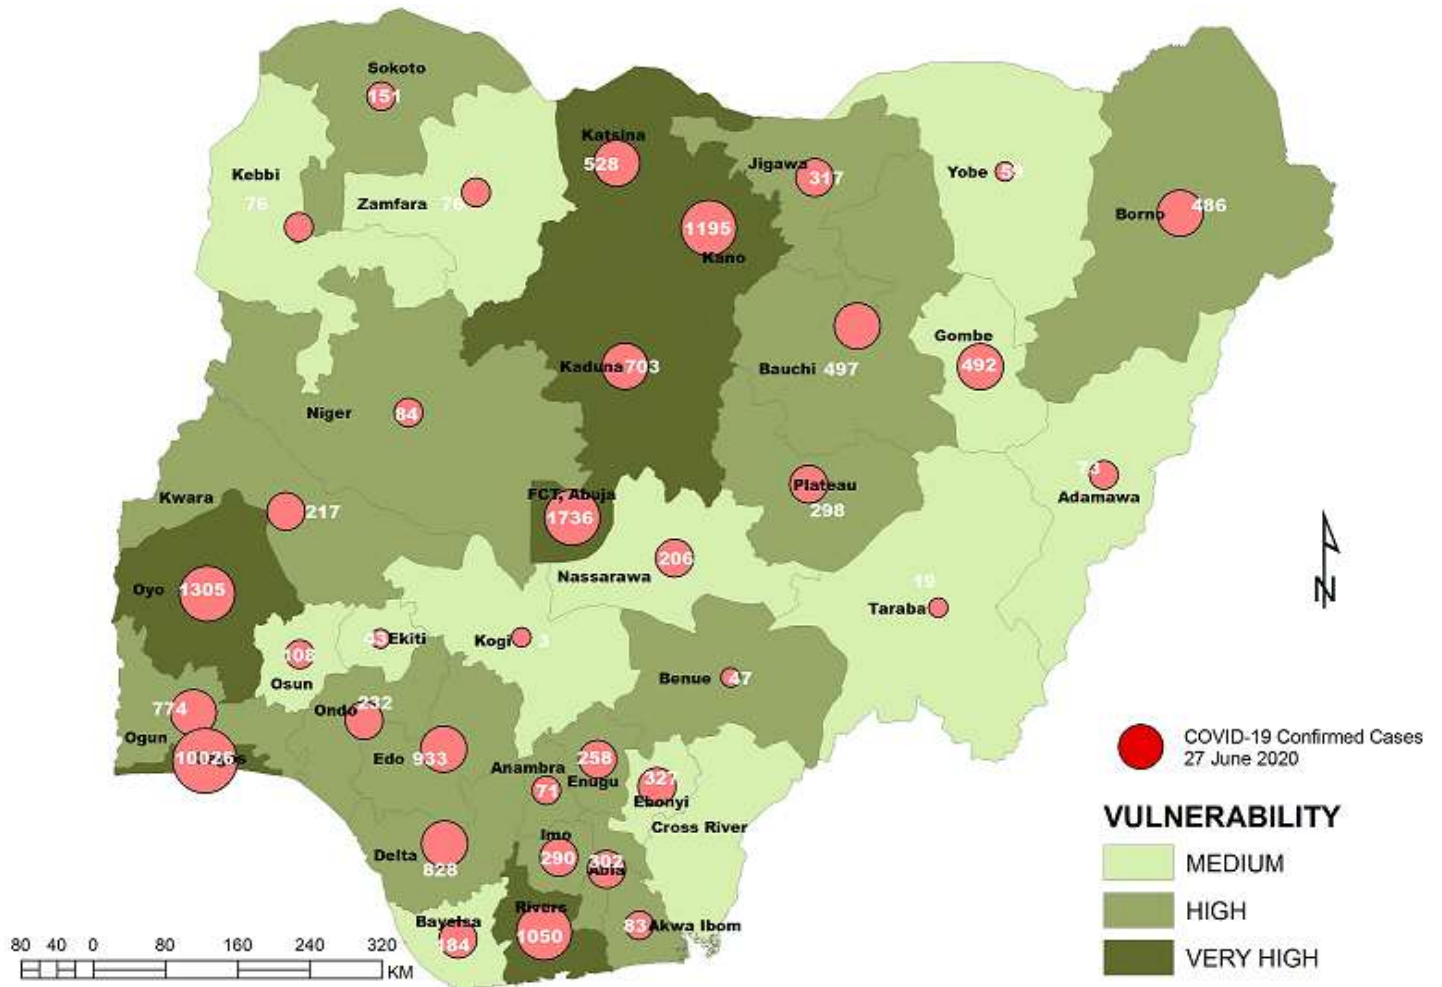 Sokoto
151
Katsina
528
Jigawa
317
Yobe
Kebbi
76
Zamfara
76
Borno
486
1195
Kano
Gombe
492
Kaduna 703
Bauchi 497
Niger
84
Plateau
298
73
Adamawa
Kwara
217
FCT, Abuja
1736
206
Nassarawa
19
Taraba
Oyo
1305
Ekiti
Kogi
3
108
Osun
Benue
47
774
Ogun
232
Ondo
10026
Edo 933
Anambra
71
258
Enugu
327
Ebonyi
Cross River
Delta
828
Imo
290
302
Abia
Bayelsa
184
Rivers
1050
83 Akwa Ibom
N
COVID-19 Confirmed Cases
27 June 2020
VULNERABILITY
MEDIUM
HIGH
VERY HIGH
80 40 0 80 160 240 320
KM